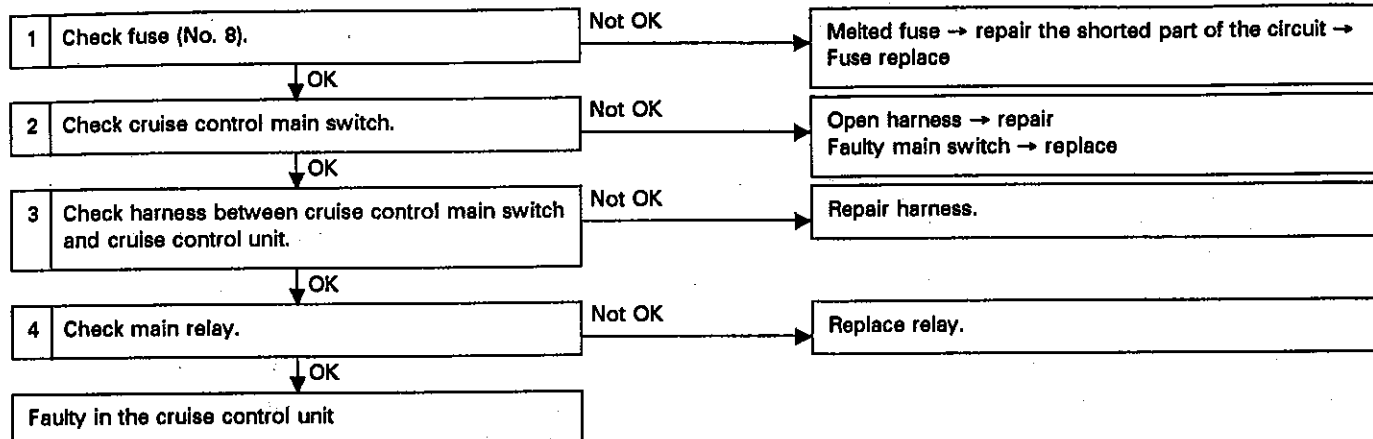 1 Check fuse (No. 8).
Not OK
Melted fuse → repair the shorted part of the circuit →
Fuse replace
OK
2 Check cruise control main switch.
Not OK
Open harness → repair
Faulty main switch → replace
OK
3 Check harness between cruise control main switch
and cruise control unit.
Not OK
Repair harness.
OK
4 Check main relay.
Not OK
Replace relay.
OK
Faulty in the cruise control unit